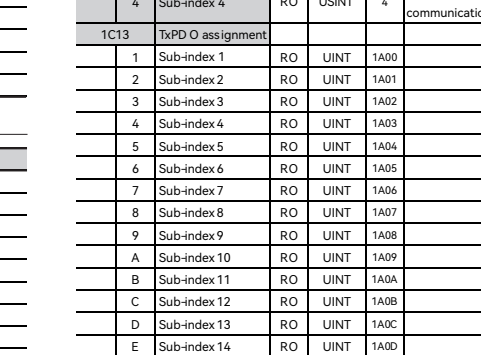 4 Sub-index 4 RO USINT 4
communicatio
1C13 TxPD O assignment
1 Sub-index 1 RO UINT 1A00
2 Sub-index 2 RO UINT 1A01
3 Sub-index 3 RO UINT 1A02
4 Sub-index 4 RO UINT 1A03
5 Sub-index 5 RO UINT 1A04
6 Sub-index 6 RO UINT 1A05
7 Sub-index 7 RO UINT 1A06
8 Sub-index 8 RO UINT 1A07
9 Sub-index 9 RO UINT 1A08
A Sub-index 10 RO UINT 1A09
B Sub-index 11 RO UINT 1A0A
C Sub-index 12 RO UINT 1A0B
D Sub-index 13 RO UINT 1A0C
E Sub-index 14 RO UINT 1A0D